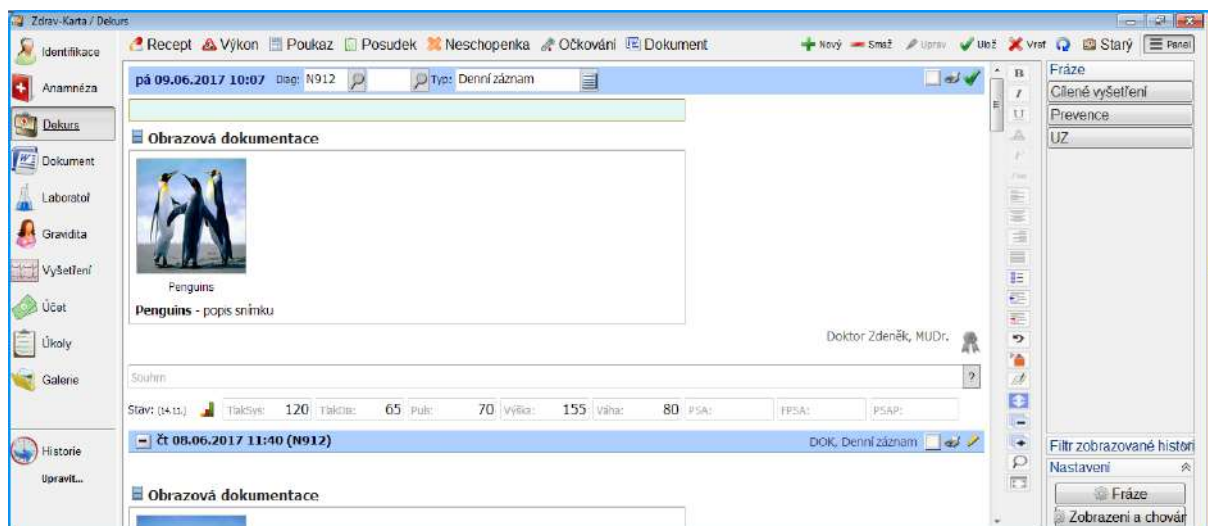 Zdrav-Karta / Dekurs
Recept Výkon Poukaz Posudek Neschopenka Očkování Dokument
Nový Smaž Uprav Ulož Vrať Starý Panel
Identifikace
Anamnéza
Dekurs
Dokument
Laboratoř
Gravidita
Vyšetření
Účet
Úkoly
Galerie
Historie
Upravit...
pá 09.06.2017 10:07 Diag: N912 Typ: Denní záznam
Obrazová dokumentace
Penguins
Penguins - popis snímku
Doktor Zdeněk, MUDr.
Souhrn ?
Stav: (14.11.) TlakSys: 120 TlakDia: 65 Puls: 70 Výška: 155 Váha: 80 PSA: FPSA: PSAP:
čt 08.06.2017 11:40 (N912) DOK, Denní záznam
Obrazová dokumentace
B
I
U
Fráze
Cílené vyšetření
Prevence
UZ
Filtr zobrazované histori
Nastavení
Fráze
Zobrazení a chován